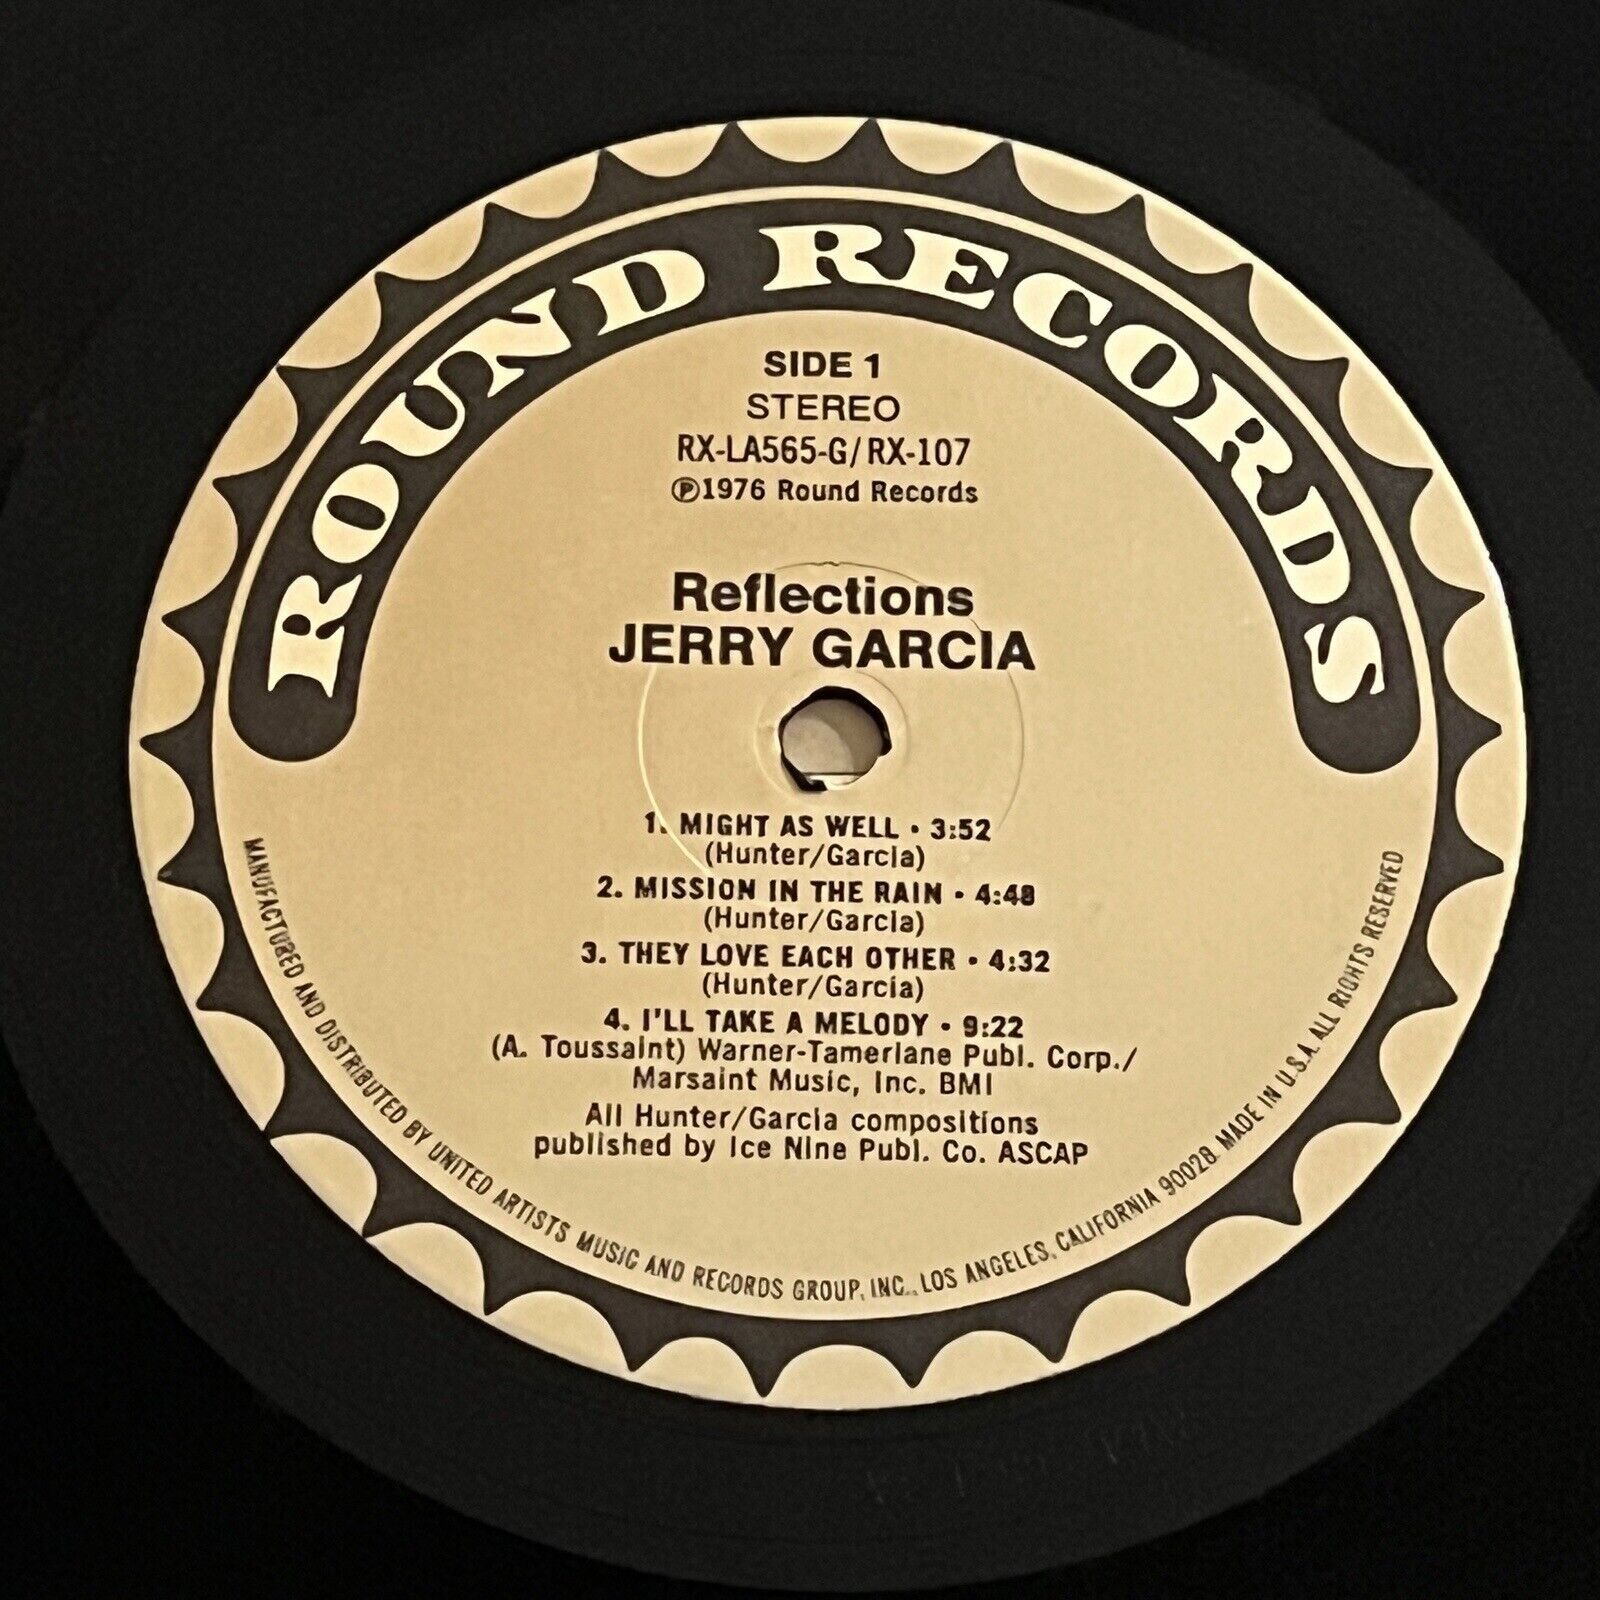 ROUND RECORDS
SIDE 1
STEREO
RX-LA565-G/RX-107
Ⓟ1976 Round Records
Reflections
JERRY GARCIA
1. MIGHT AS WELL • 3:52
(Hunter/Garcia)
2. MISSION IN THE RAIN • 4:48
(Hunter/Garcia)
3. THEY LOVE EACH OTHER • 4:32
(Hunter/Garcia)
4. I'LL TAKE A MELODY • 9:22
(A. Toussaint) Warner-Tamerlane Publ. Corp./
Marsaint Music, Inc. BMI
All Hunter/Garcia compositions
published by Ice Nine Publ. Co. ASCAP
MANUFACTURED AND DISTRIBUTED BY UNITED ARTISTS MUSIC AND RECORDS GROUP, INC., LOS ANGELES, CALIFORNIA 90028 MADE IN U.S.A. ALL RIGHTS RESERVED